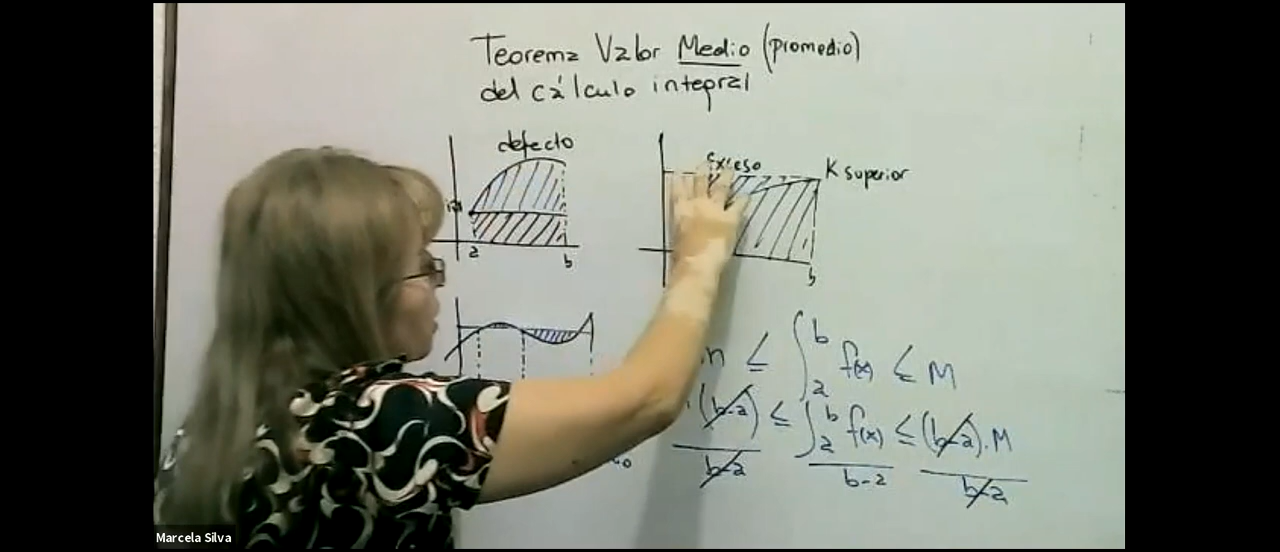 Teorema Valor Medio (promedio)
del cálculo integral
defecto
a
b
Exceso
K superior
b
n ≤ ∫ₐᵇ f(x) ≤ M
(b-a) ≤ ∫ₐᵇ f(x) ≤ (b-a).M
b-a
b-a
b-a
Marcela Silva